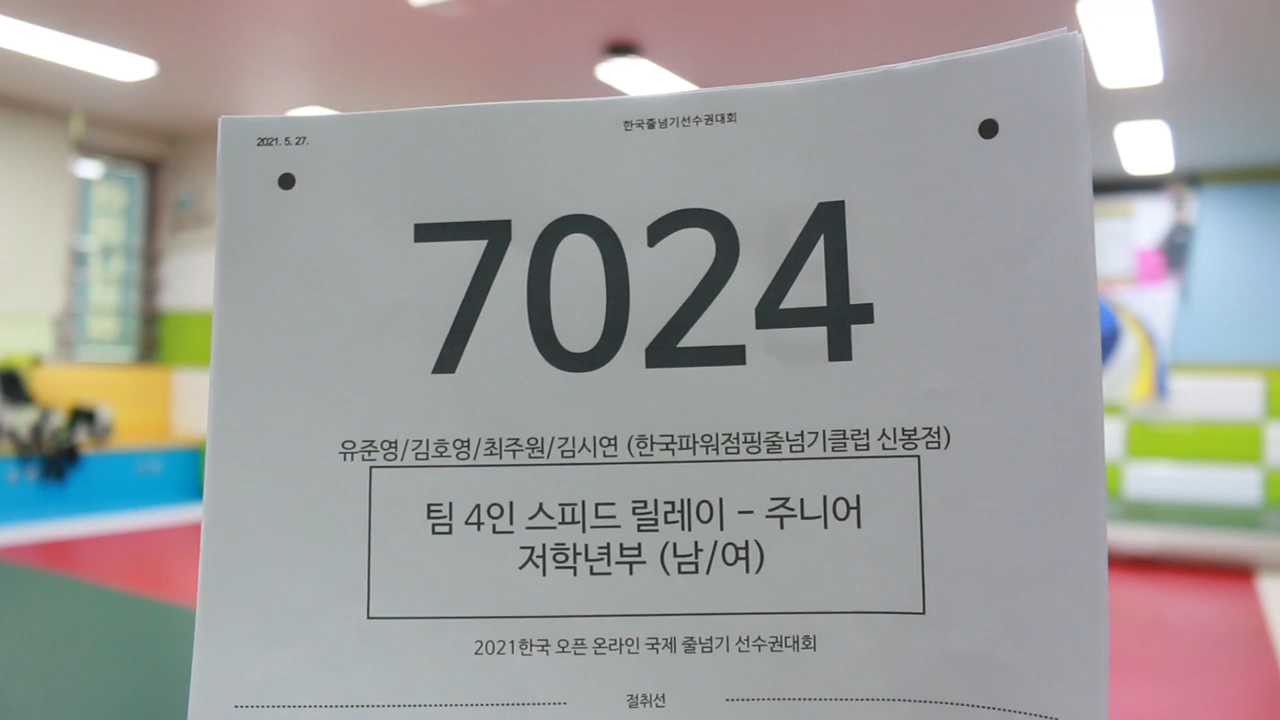 2021. 5. 27.
한국줄넘기선수권대회
7024
유준영/김호영/최주원/김시연 (한국파워점핑줄넘기클럽 신봉점)
팀 4인 스피드 릴레이 - 주니어
저학년부 (남/여)
2021한국 오픈 온라인 국제 줄넘기 선수권대회
절취선